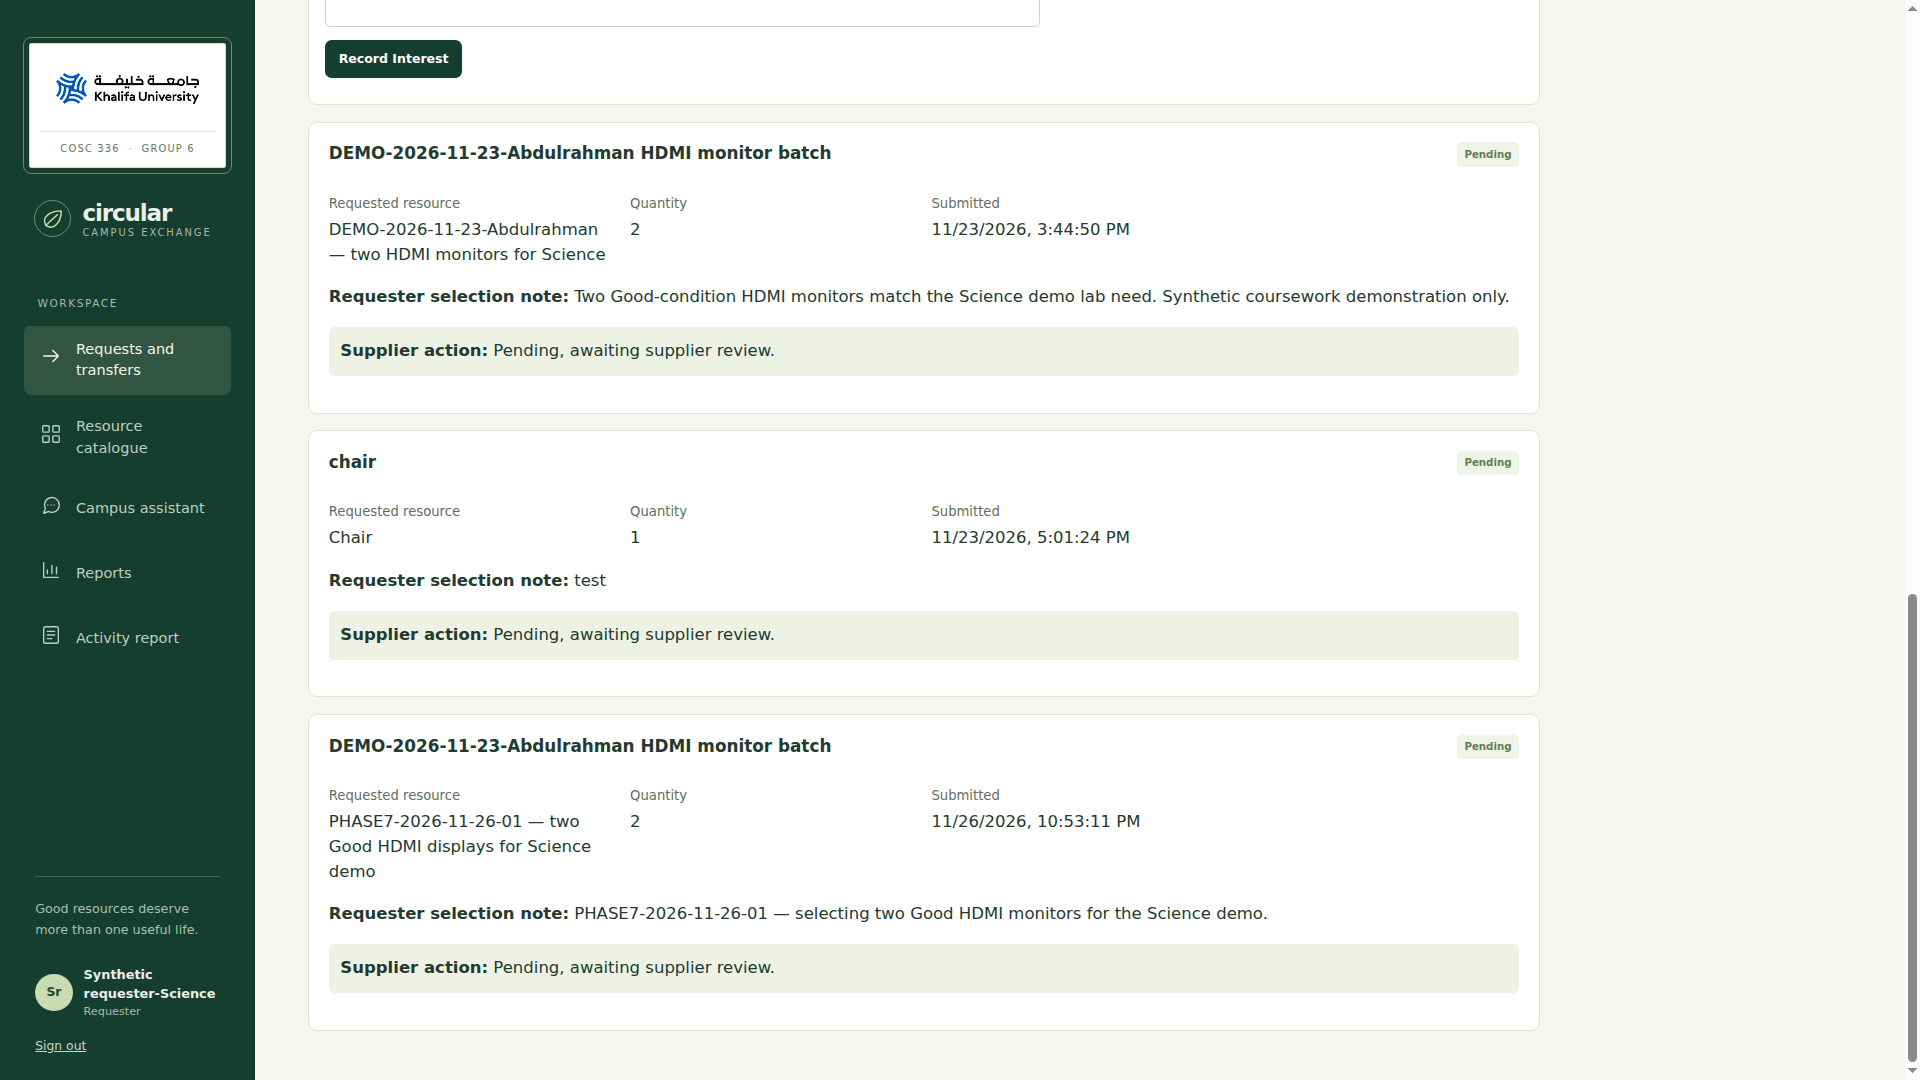 جامعة خليفة
Khalifa University
COSC 336 · GROUP 6
circular
CAMPUS EXCHANGE
WORKSPACE
Requests and
transfers
Resource
catalogue
Campus assistant
Reports
Activity report
Good resources deserve
more than one useful life.
Sr
Synthetic
requester-Science
Requester
Sign out
Record Interest
DEMO-2026-11-23-Abdulrahman HDMI monitor batch
Pending
Requested resource
DEMO-2026-11-23-Abdulrahman
— two HDMI monitors for Science
Quantity
2
Submitted
11/23/2026, 3:44:50 PM
Requester selection note: Two Good-condition HDMI monitors match the Science demo lab need. Synthetic coursework demonstration only.
Supplier action: Pending, awaiting supplier review.
chair
Pending
Requested resource
Chair
Quantity
1
Submitted
11/23/2026, 5:01:24 PM
Requester selection note: test
Supplier action: Pending, awaiting supplier review.
DEMO-2026-11-23-Abdulrahman HDMI monitor batch
Pending
Requested resource
PHASE7-2026-11-26-01 — two
Good HDMI displays for Science
demo
Quantity
2
Submitted
11/26/2026, 10:53:11 PM
Requester selection note: PHASE7-2026-11-26-01 — selecting two Good HDMI monitors for the Science demo.
Supplier action: Pending, awaiting supplier review.